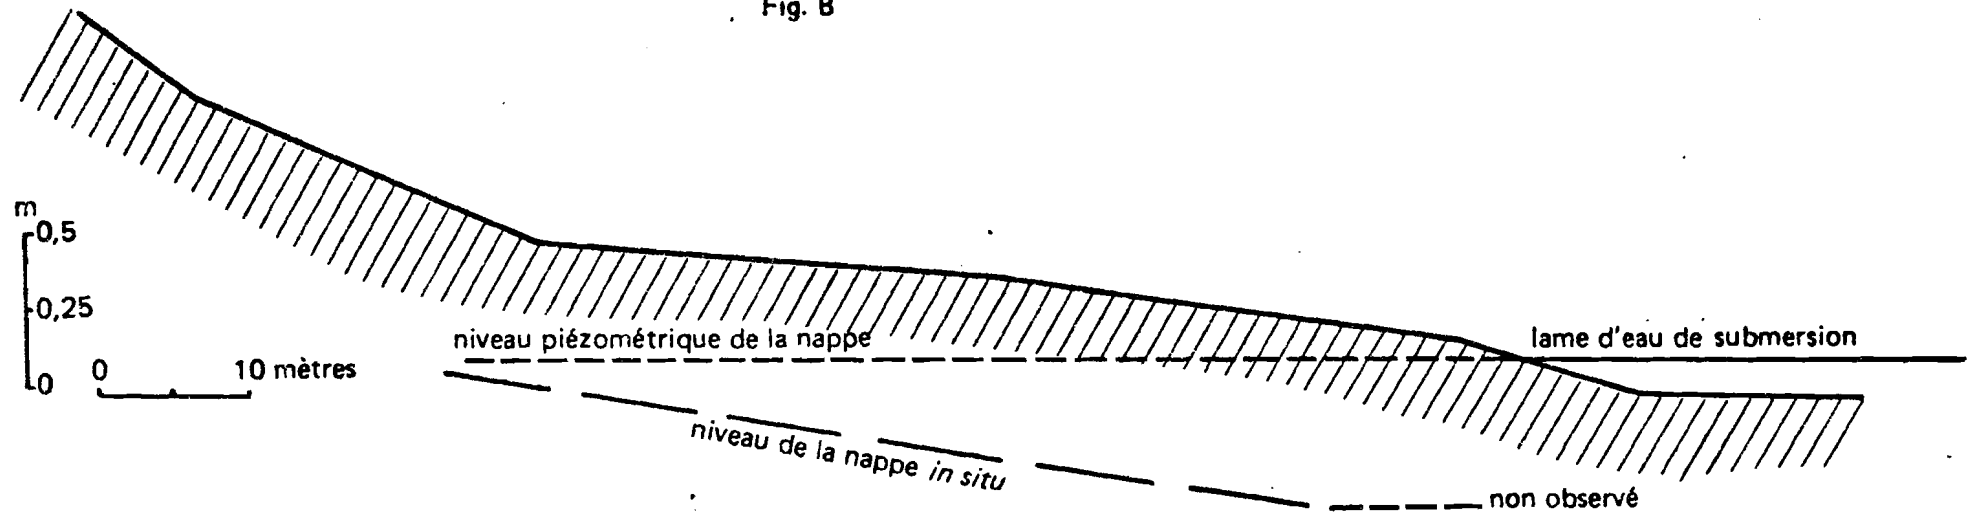 Fig. B
m
0,5
0,25
0
0 10 mètres
niveau piézométrique de la nappe
lame d'eau de submersion
niveau de la nappe in situ
non observé